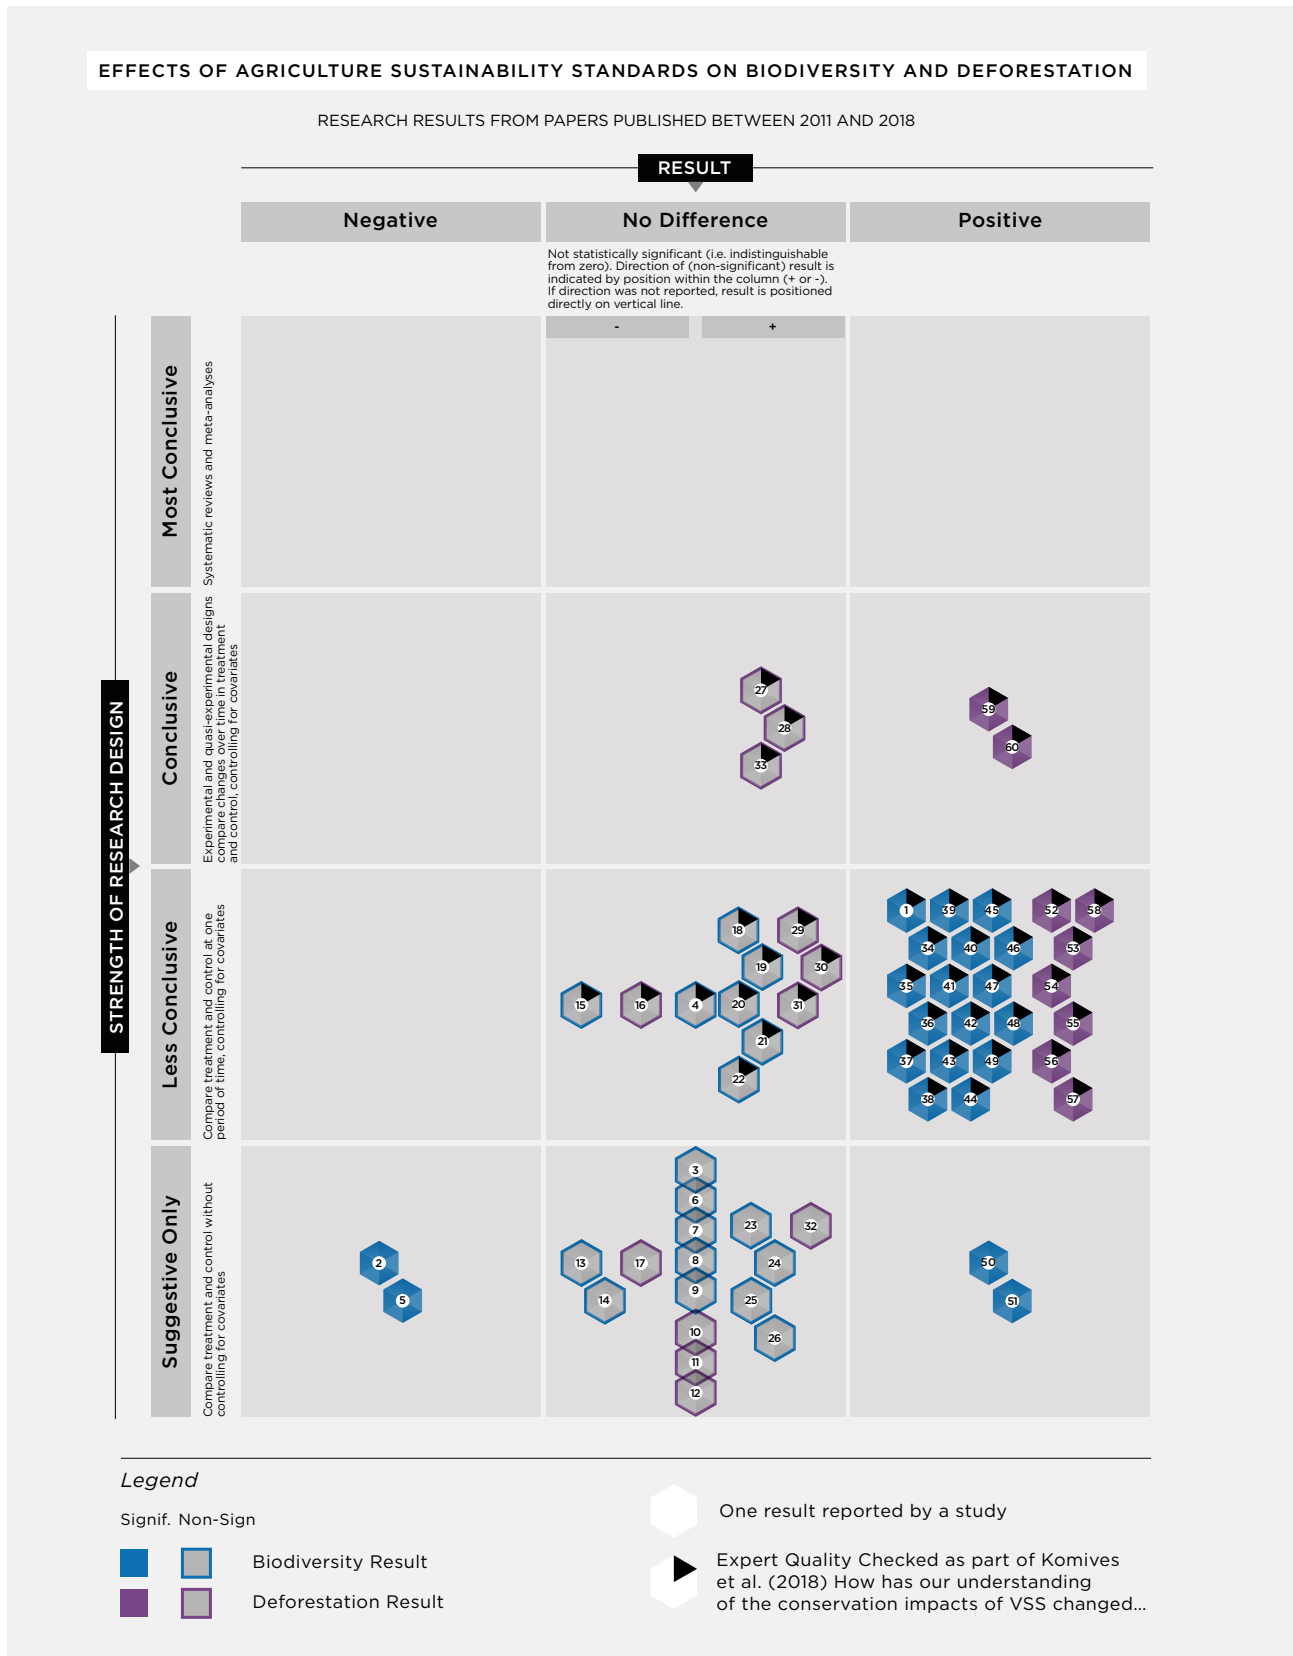 EFFECTS OF AGRICULTURE SUSTAINABILITY STANDARDS ON BIODIVERSITY AND DEFORESTATION
RESEARCH RESULTS FROM PAPERS PUBLISHED BETWEEN 2011 AND 2018
RESULT
Negative
No Difference
Positive
Not statistically significant (i.e. indistinguishable
from zero). Direction of (non-significant) result is
indicated by position within the column (+ or -).
If direction was not reported, result is positioned
directly on vertical line.
-
+
STRENGTH OF RESEARCH DESIGN
Most Conclusive
Systematic reviews and meta-analyses
Conclusive
Experimental and quasi-experimental designs
compare changes over time in treatment
and control, controlling for covariates
27
28
33
59
60
Less Conclusive
Compare treatment and control at one
period of time, controlling for covariates
18
29
19
30
15
16
4
20
31
21
22
1
39
45
52
58
34
40
46
53
35
41
47
54
36
42
48
55
37
43
49
56
38
44
57
Suggestive Only
Compare treatment and control without
controlling for covariates
2
5
3
6
7
8
9
10
11
12
13
17
14
23
32
24
25
26
50
51
Legend
Signif. Non-Sign
Biodiversity Result
Deforestation Result
One result reported by a study
Expert Quality Checked as part of Komives
et al. (2018) How has our understanding
of the conservation impacts of VSS changed...